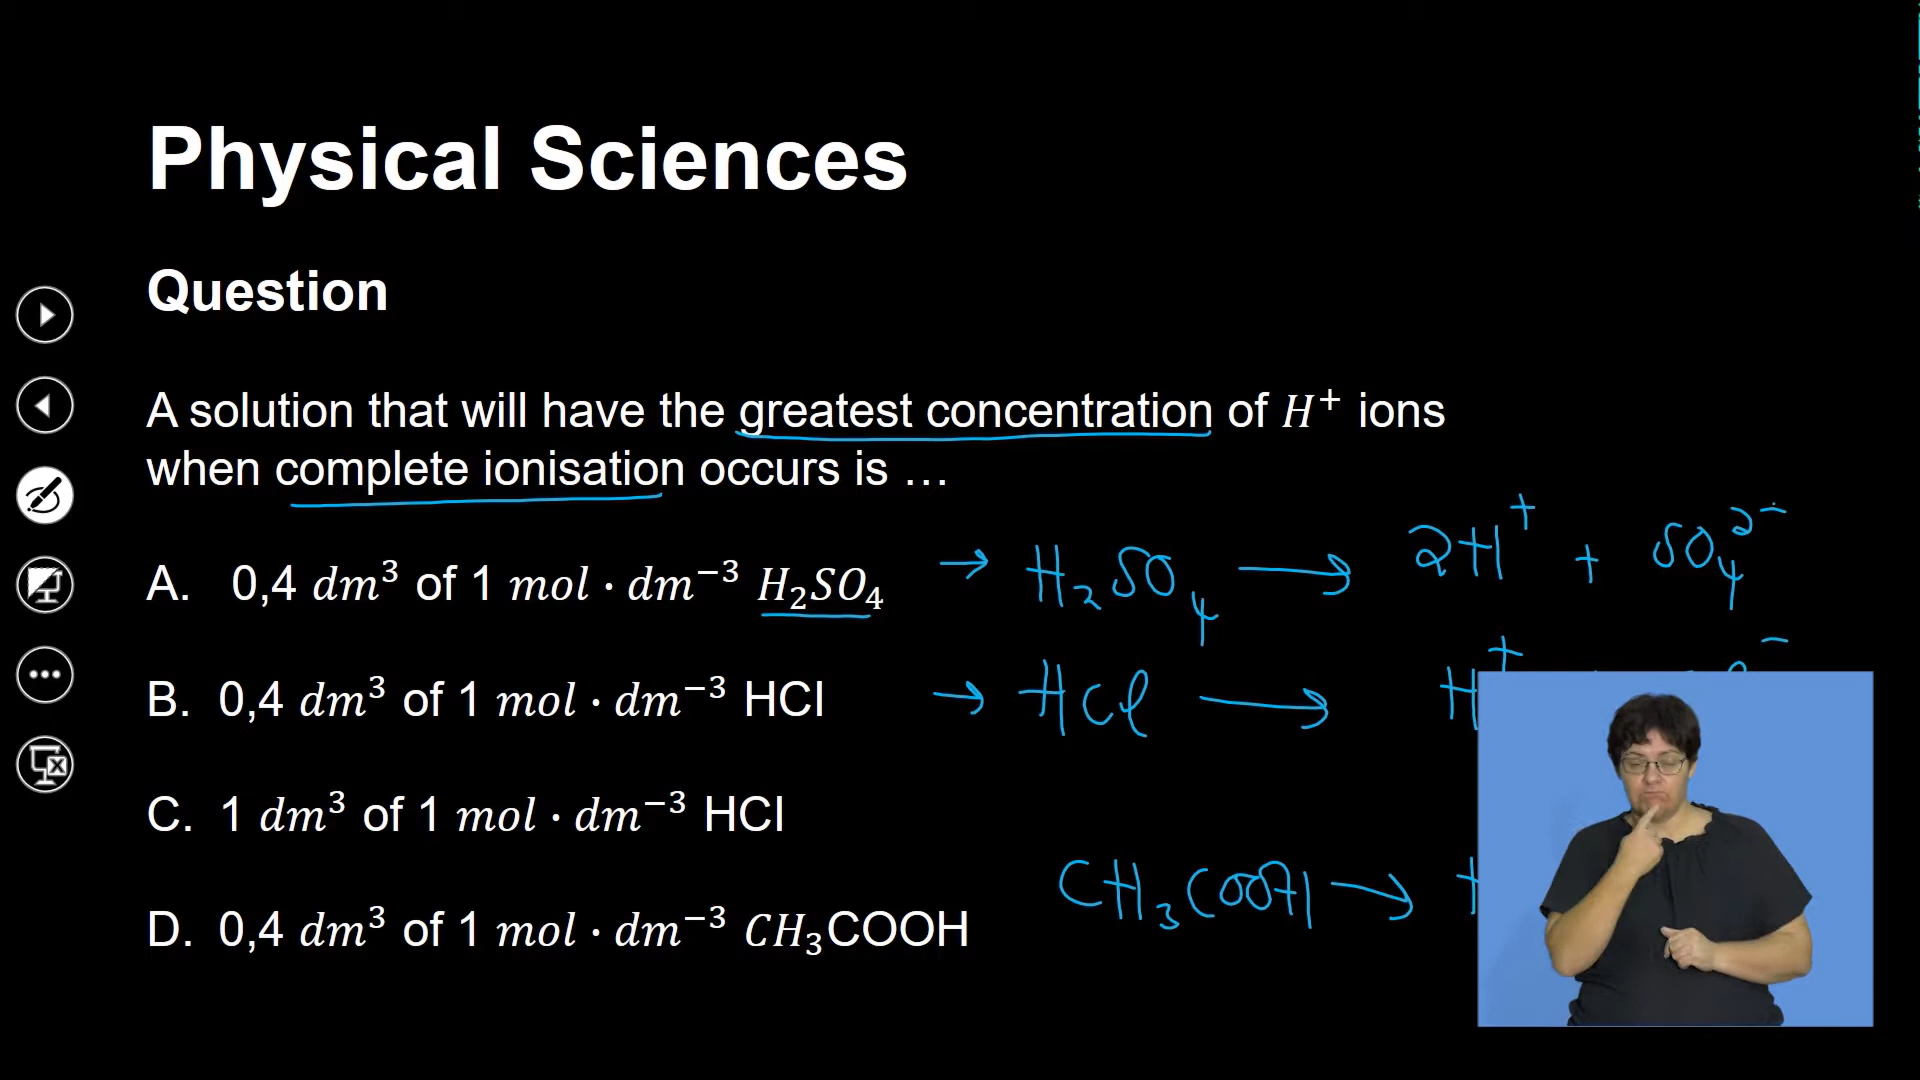 Physical Sciences
Question
A solution that will have the greatest concentration of H⁺ ions
when complete ionisation occurs is …
A. 0,4 dm³ of 1 mol · dm⁻³ H₂SO₄ → H₂SO₄ → 2H⁺ + SO₄²⁻
B. 0,4 dm³ of 1 mol · dm⁻³ HCl → HCl → H⁺
C. 1 dm³ of 1 mol · dm⁻³ HCl
D. 0,4 dm³ of 1 mol · dm⁻³ CH₃COOH CH₃COOH →